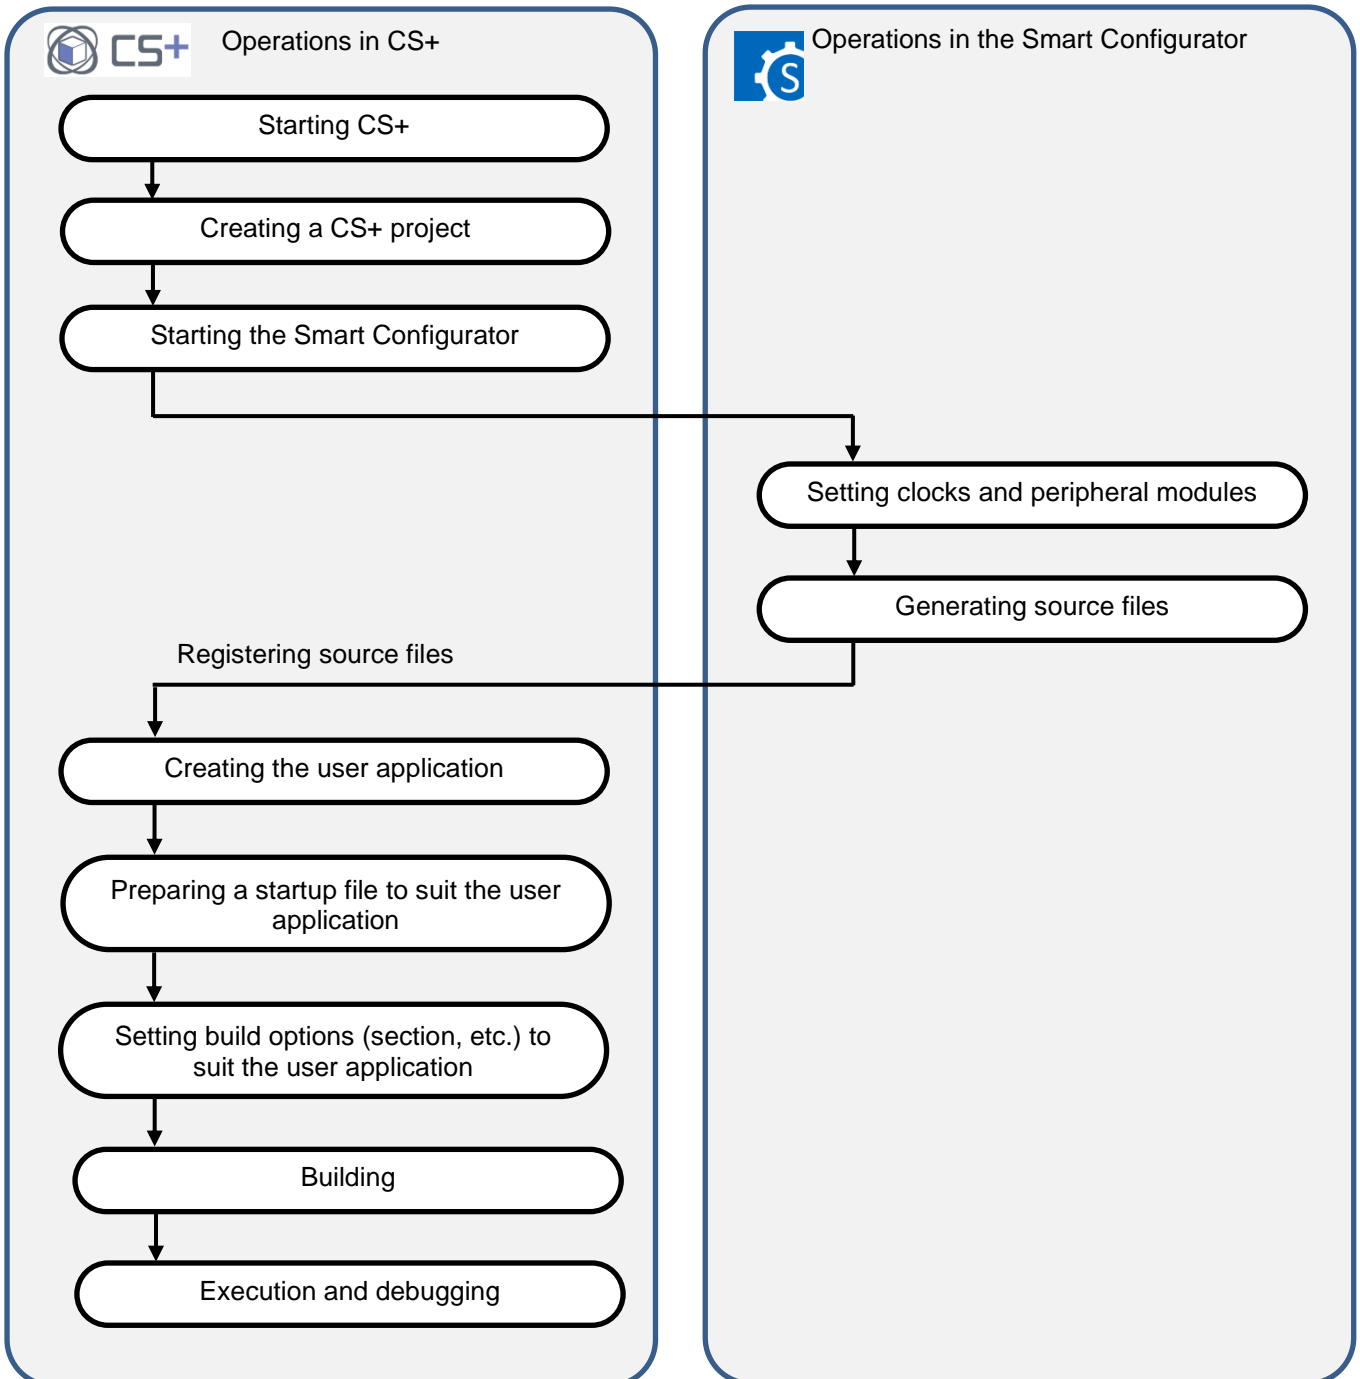 CS+
Operations in CS+
Starting CS+
Creating a CS+ project
Starting the Smart Configurator
S
Operations in the Smart Configurator
Setting clocks and peripheral modules
Generating source files
Registering source files
Creating the user application
Preparing a startup file to suit the user
application
Setting build options (section, etc.) to
suit the user application
Building
Execution and debugging